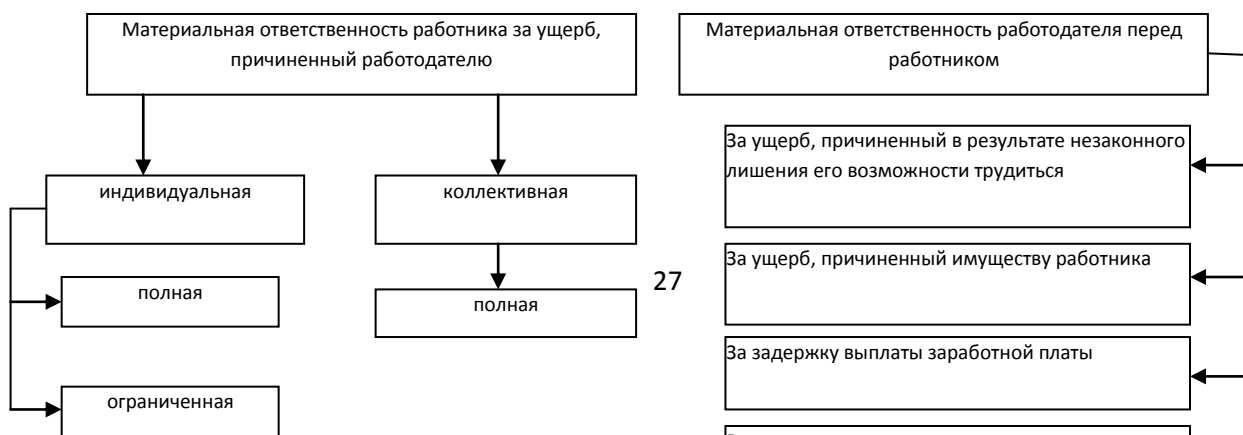 Материальная ответственность работника за ущерб,
причиненный работодателю
индивидуальная
коллективная
полная
полная
ограниченная
27
Материальная ответственность работодателя перед
работником
За ущерб, причиненный в результате незаконного
лишения его возможности трудиться
За ущерб, причиненный имуществу работника
За задержку выплаты заработной платы